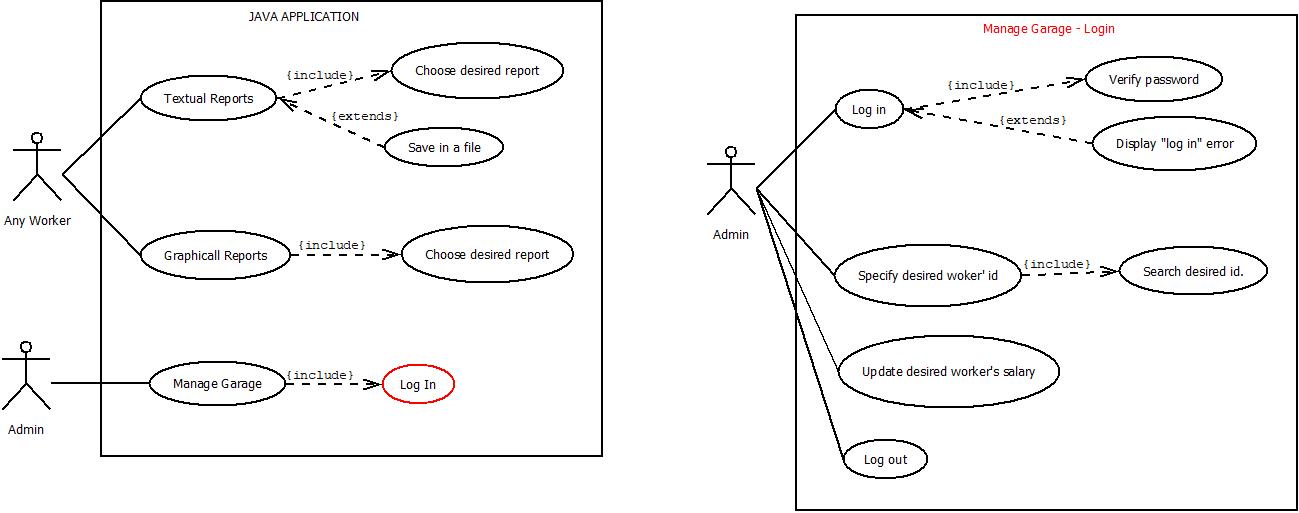 JAVA APPLICATION
{include}
Choose desired report
Textual Reports
{extends}
Save in a file
Any Worker
Graphicall Reports
{include}
Choose desired report
Manage Garage
{include}
Log In
Admin
Manage Garage - Login
{include}
Verify password
Log in
{extends}
Display "log in" error
Admin
Specify desired woker' id
{include}
Search desired id.
Update desired worker's salary
Log out